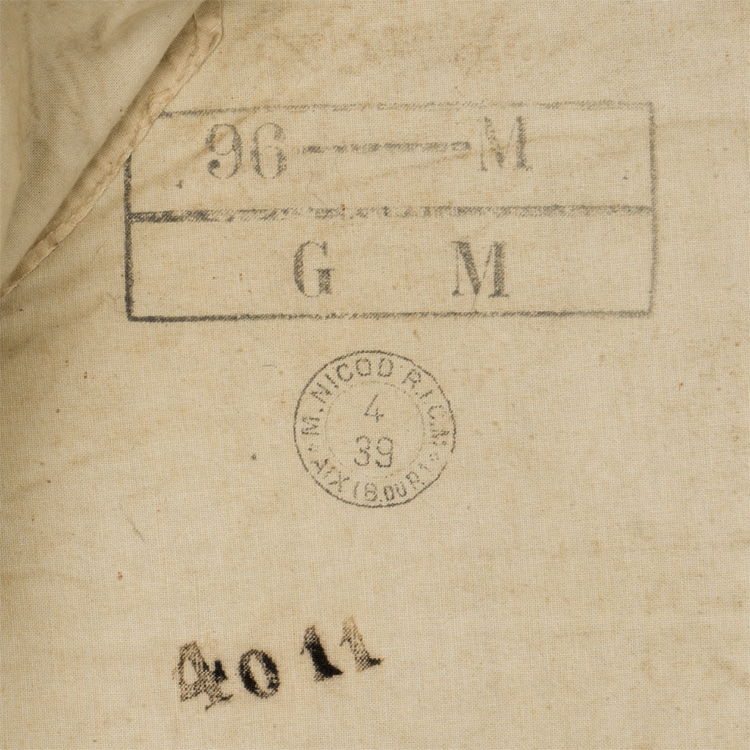 96 — M
G M
M. NICOD R.I.C.N°
4
39
AIX (B. DU R.)
4011